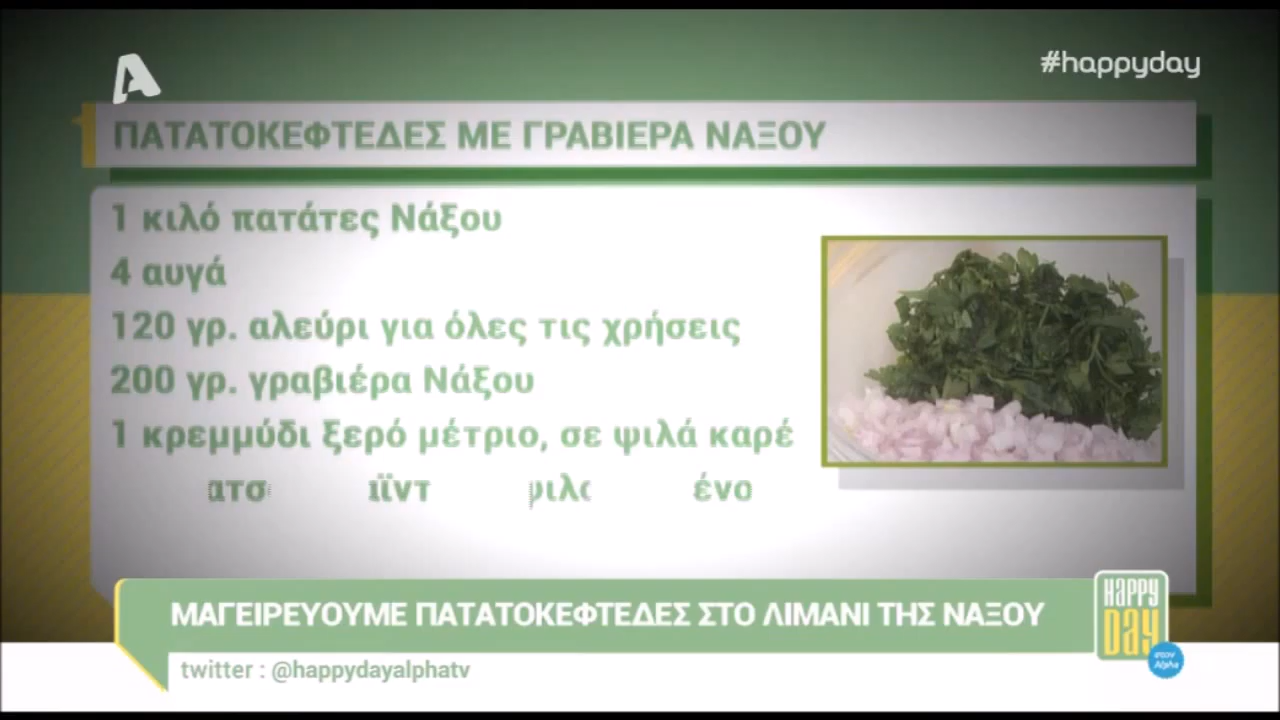 #happyday
ΠΑΤΑΤΟΚΕΦΤΕΔΕΣ ΜΕ ΓΡΑΒΙΕΡΑ ΝΑΞΟΥ
1 κιλό πατάτες Νάξου
4 αυγά
120 γρ. αλεύρι για όλες τις χρήσεις
200 γρ. γραβιέρα Νάξου
1 κρεμμύδι ξερό μέτριο, σε ψιλά καρέ
ΜΑΓΕΙΡΕΥΟΥΜΕ ΠΑΤΑΤΟΚΕΦΤΕΔΕΣ ΣΤΟ ΛΙΜΑΝΙ ΤΗΣ ΝΑΞΟΥ
HAPPY
DAY
στον
Alpha
twitter : @happydayalphatv